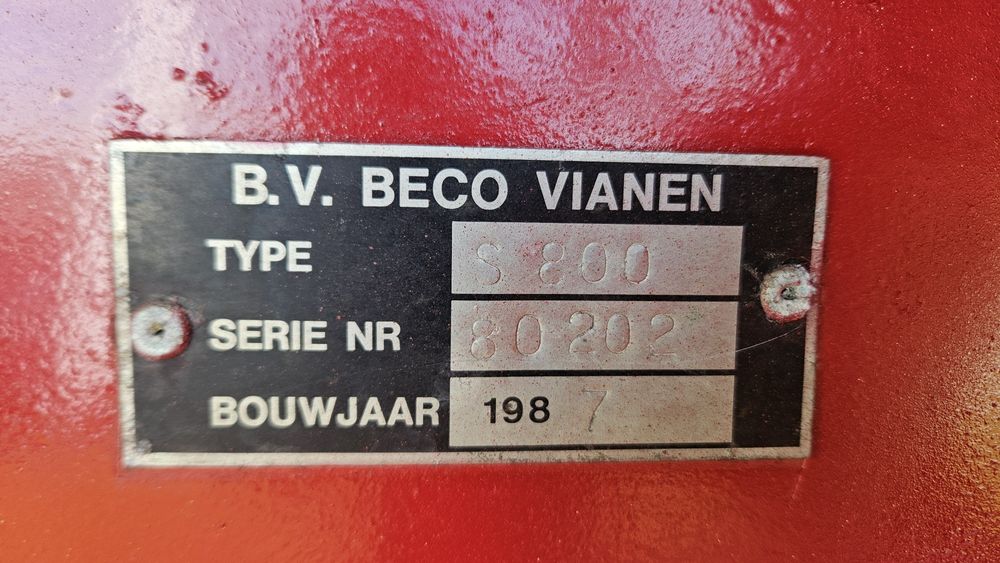 B.V. BECO VIANEN
TYPE S 800
SERIE NR 80202
BOUWJAAR 1987